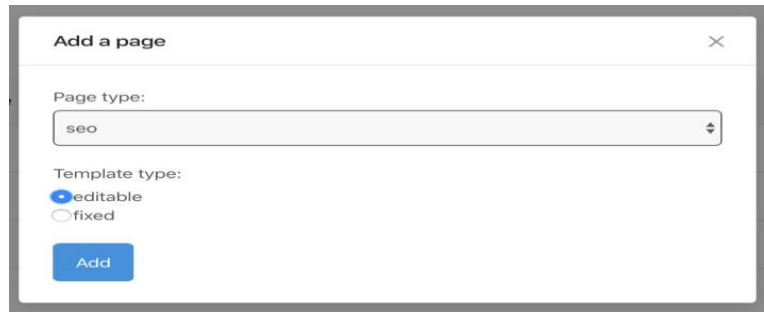 Add a page
Page type:
seo
Template type:
editable
fixed
Add